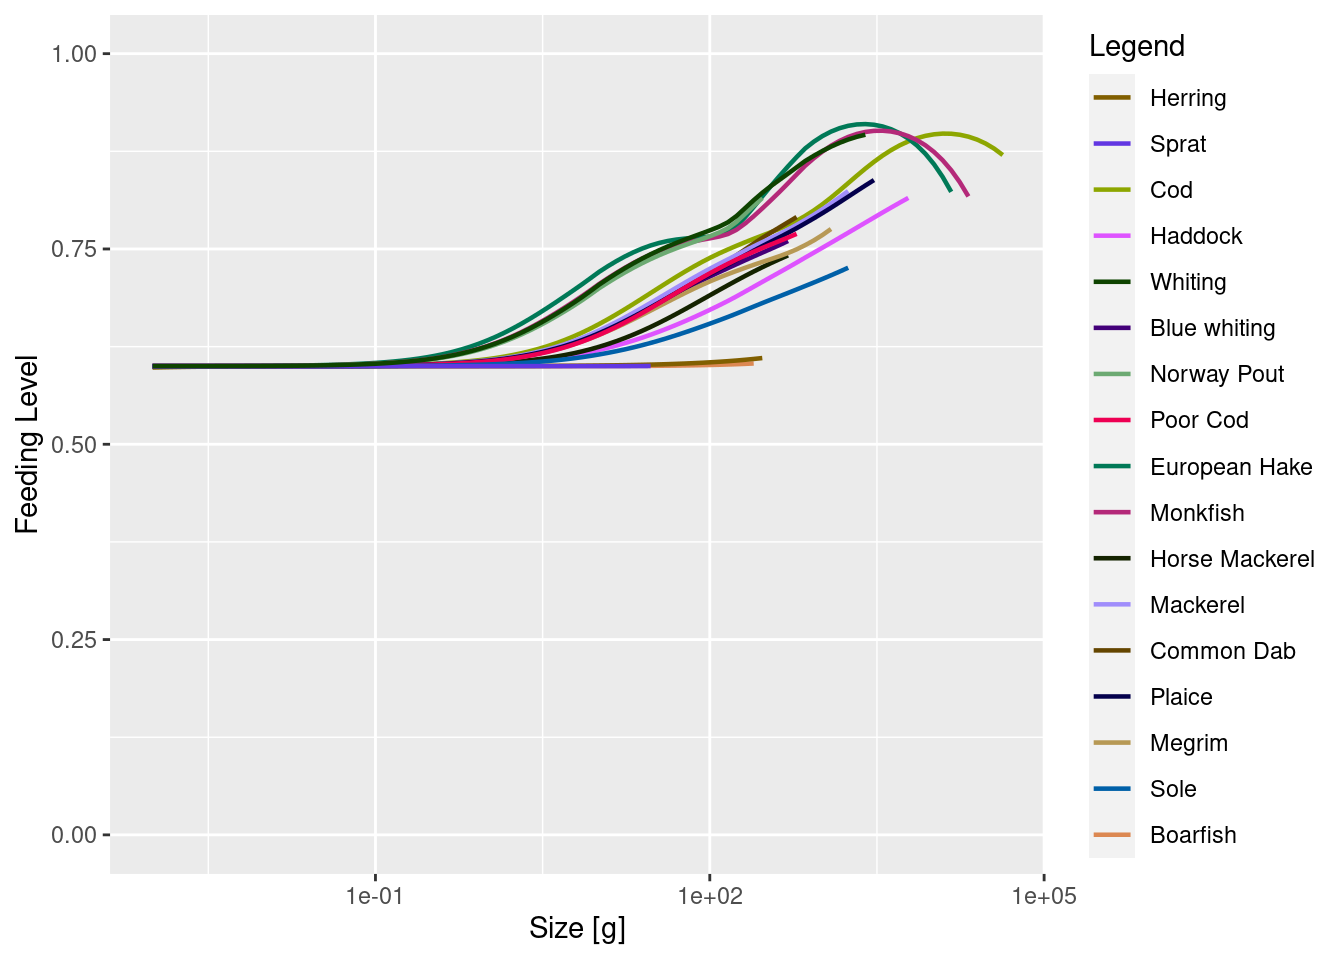 1.00
0.75
0.50
0.25
0.00
Feeding Level
1e-01
1e+02
1e+05
Size [g]
Legend
Herring
Sprat
Cod
Haddock
Whiting
Blue whiting
Norway Pout
Poor Cod
European Hake
Monkfish
Horse Mackerel
Mackerel
Common Dab
Plaice
Megrim
Sole
Boarfish